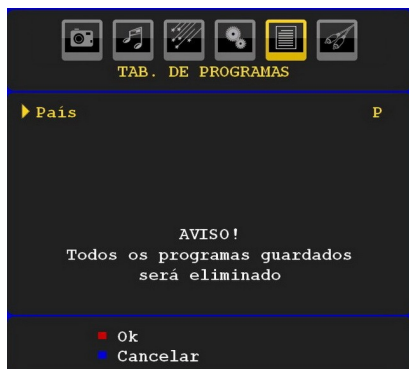 TAB. DE PROGRAMAS
País P
AVISO!
Todos os programas guardados
será eliminado
Ok
Cancelar